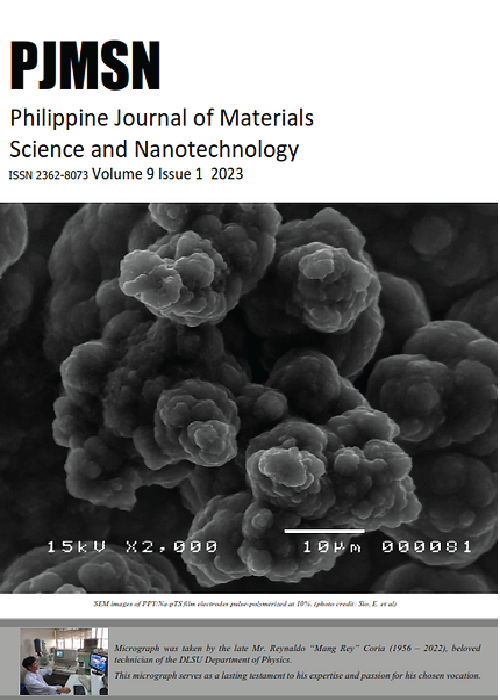 PJMSN
Philippine Journal of Materials
Science and Nanotechnology
ISSN 2362-8073 Volume 9 Issue 1 2023
15kV X2,000 10μm 000081
SEM images of PPY/Na-pTS film electrodes pulse-polymerized at 10%. (photo credit: Sio, E. et al)
Micrograph was taken by the late Mr. Reynaldo “Mang Rey” Coria (1956 – 2022), beloved
technician of the DLSU Department of Physics.
This micrograph serves as a lasting testament to his expertise and passion for his chosen vocation.